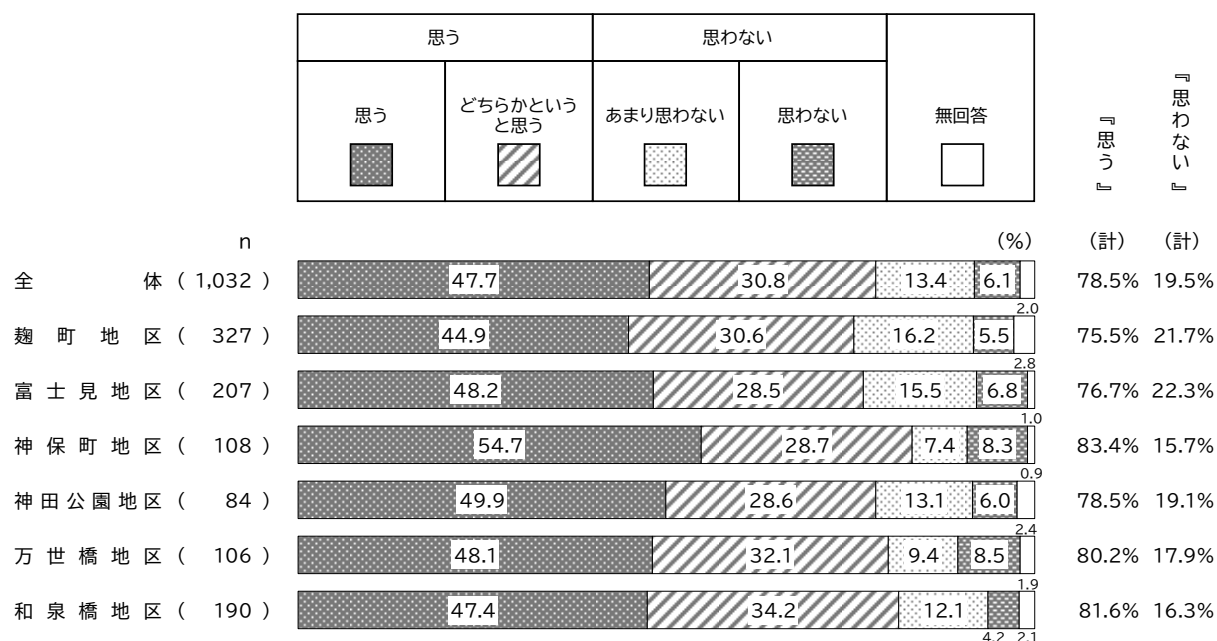 思う 思わない
思う どちらかというと思う あまり思わない 思わない 無回答
『思う』 『思わない』
n (%) (計) (計)
全体 ( 1,032 ) 47.7 30.8 13.4 6.1 2.0 78.5% 19.5%
麹町地区 ( 327 ) 44.9 30.6 16.2 5.5 2.8 75.5% 21.7%
富士見地区 ( 207 ) 48.2 28.5 15.5 6.8 1.0 76.7% 22.3%
神保町地区 ( 108 ) 54.7 28.7 7.4 8.3 0.9 83.4% 15.7%
神田公園地区 ( 84 ) 49.9 28.6 13.1 6.0 2.4 78.5% 19.1%
万世橋地区 ( 106 ) 48.1 32.1 9.4 8.5 1.9 80.2% 17.9%
和泉橋地区 ( 190 ) 47.4 34.2 12.1 4.2 2.1 81.6% 16.3%